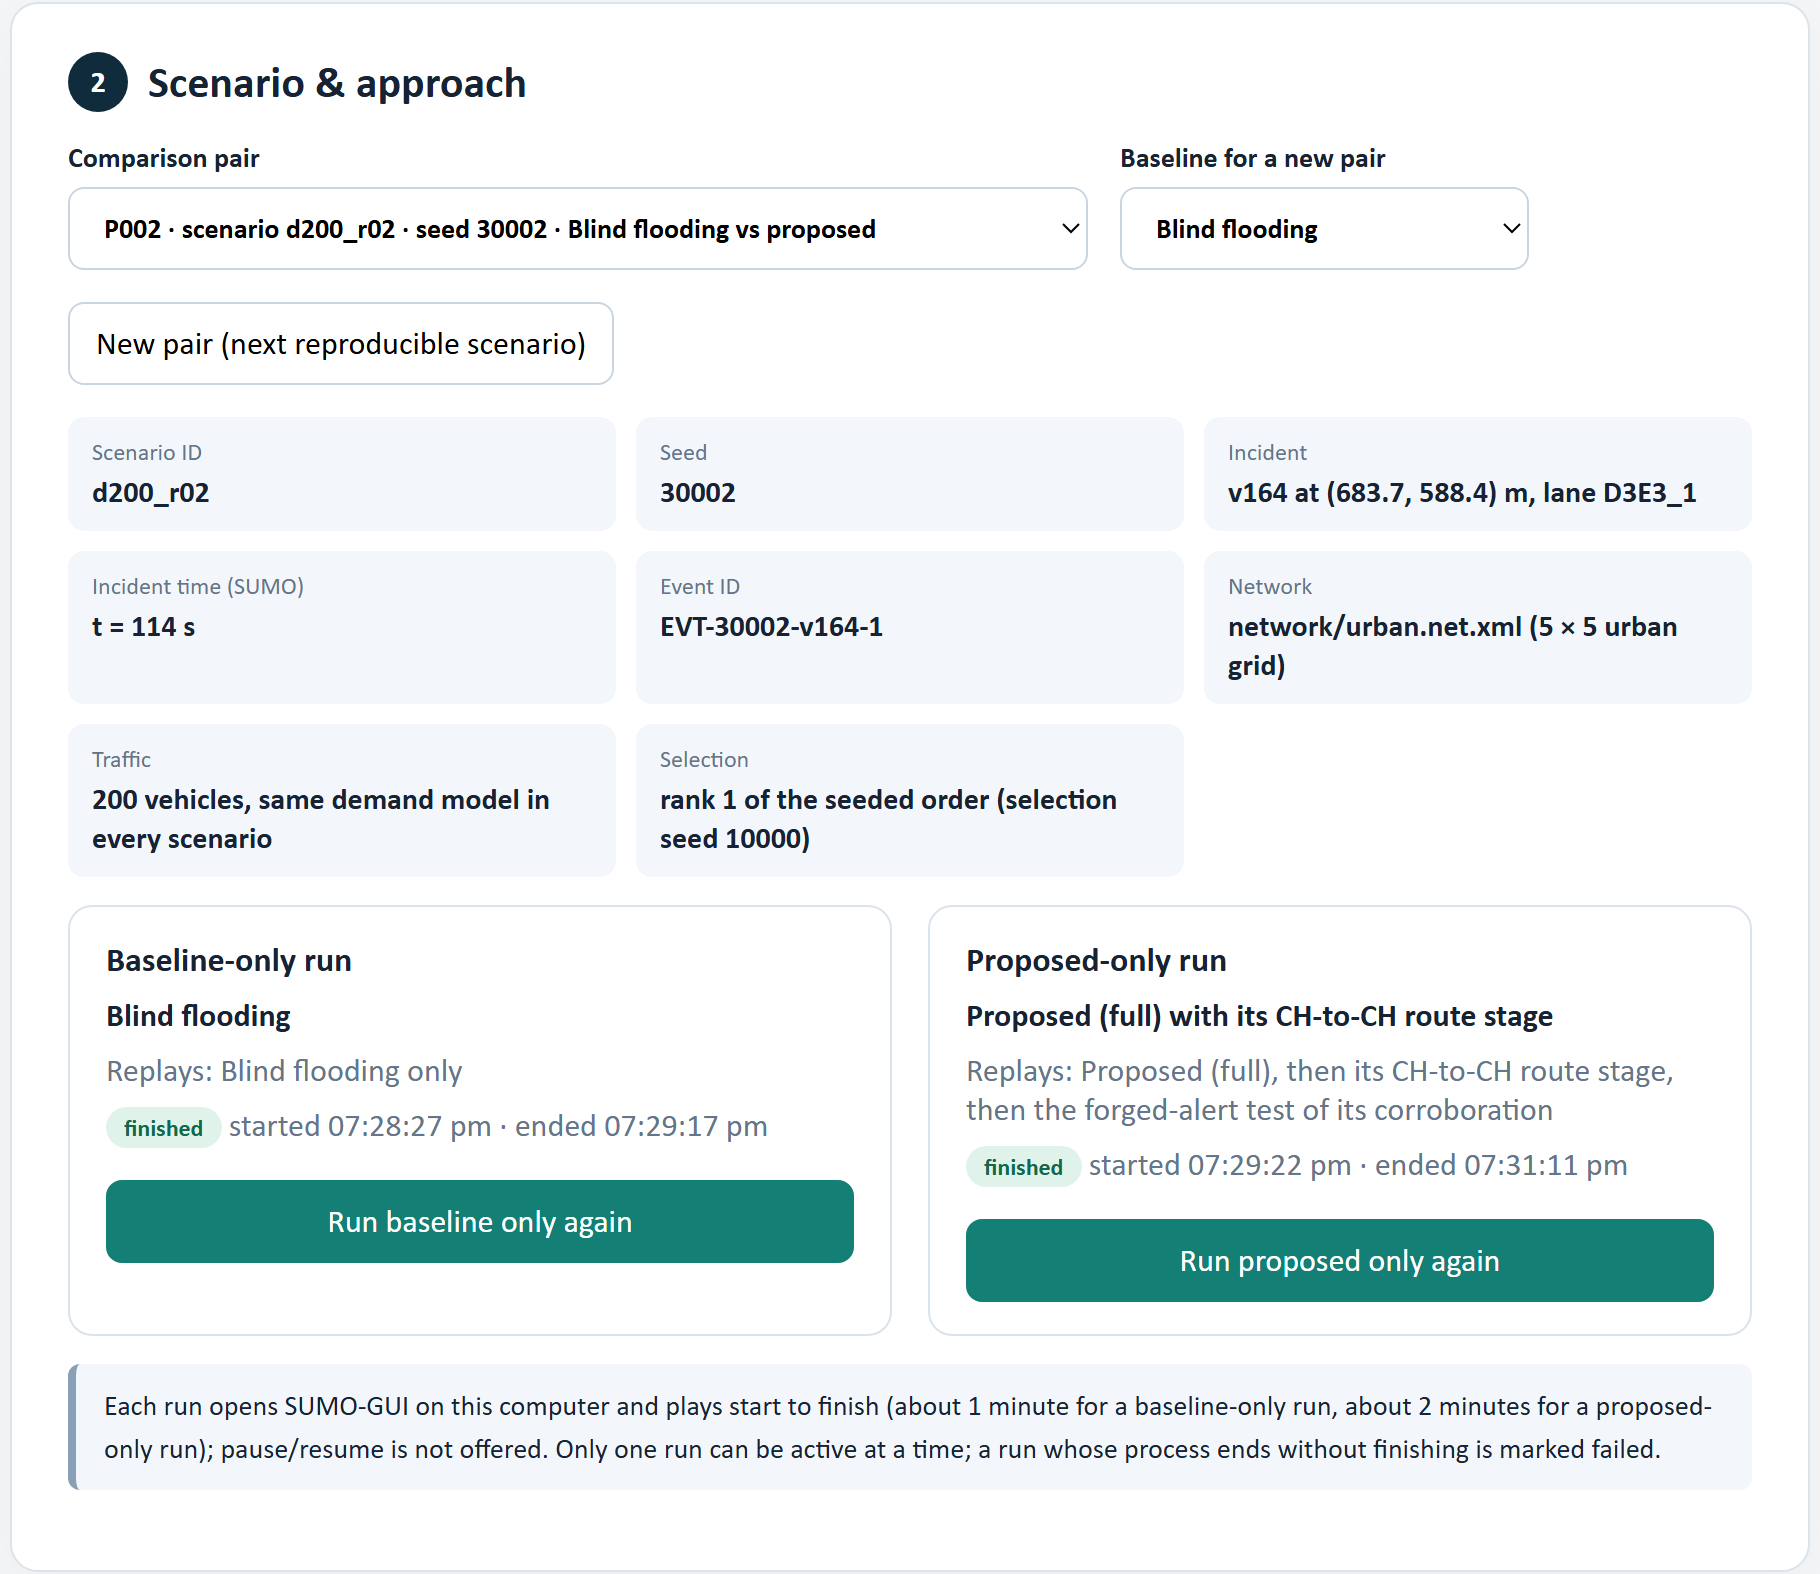 2
Scenario & approach
Comparison pair
P002 · scenario d200_r02 · seed 30002 · Blind flooding vs proposed
Baseline for a new pair
Blind flooding
New pair (next reproducible scenario)
Scenario ID
d200_r02
Seed
30002
Incident
v164 at (683.7, 588.4) m, lane D3E3_1
Incident time (SUMO)
t = 114 s
Event ID
EVT-30002-v164-1
Network
network/urban.net.xml (5 × 5 urban
grid)
Traffic
200 vehicles, same demand model in
every scenario
Selection
rank 1 of the seeded order (selection
seed 10000)
Baseline-only run
Blind flooding
Replays: Blind flooding only
finished started 07:28:27 pm · ended 07:29:17 pm
Run baseline only again
Proposed-only run
Proposed (full) with its CH-to-CH route stage
Replays: Proposed (full), then its CH-to-CH route stage,
then the forged-alert test of its corroboration
finished started 07:29:22 pm · ended 07:31:11 pm
Run proposed only again
Each run opens SUMO-GUI on this computer and plays start to finish (about 1 minute for a baseline-only run, about 2 minutes for a proposed-
only run); pause/resume is not offered. Only one run can be active at a time; a run whose process ends without finishing is marked failed.